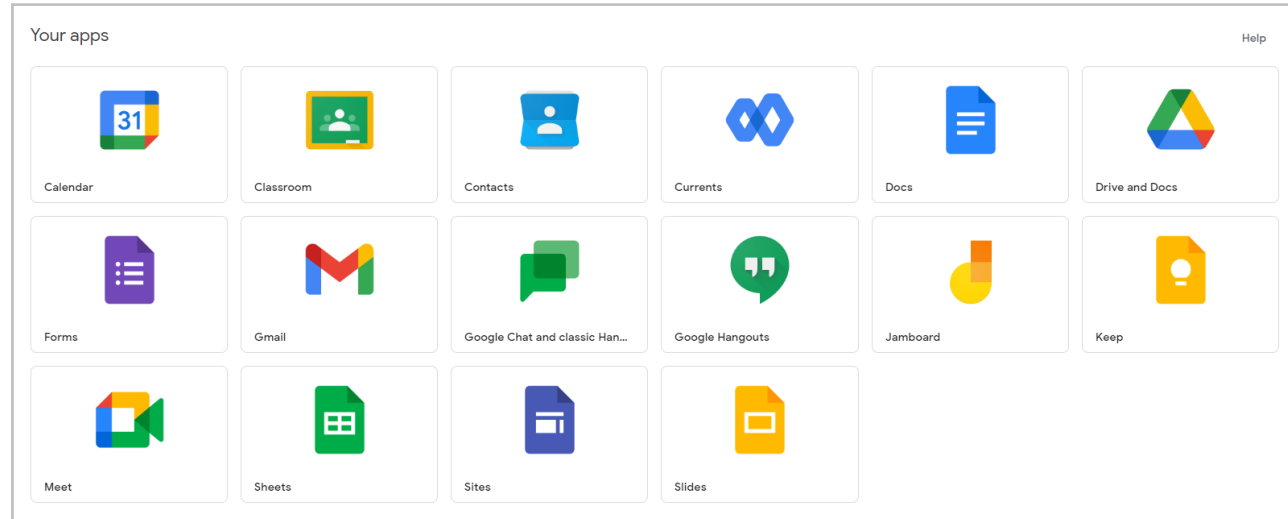 Your apps
Help
31
Calendar
Classroom
Contacts
Currents
Docs
Drive and Docs
Forms
Gmail
Google Chat and classic Han...
Google Hangouts
Jamboard
Keep
Meet
Sheets
Sites
Slides